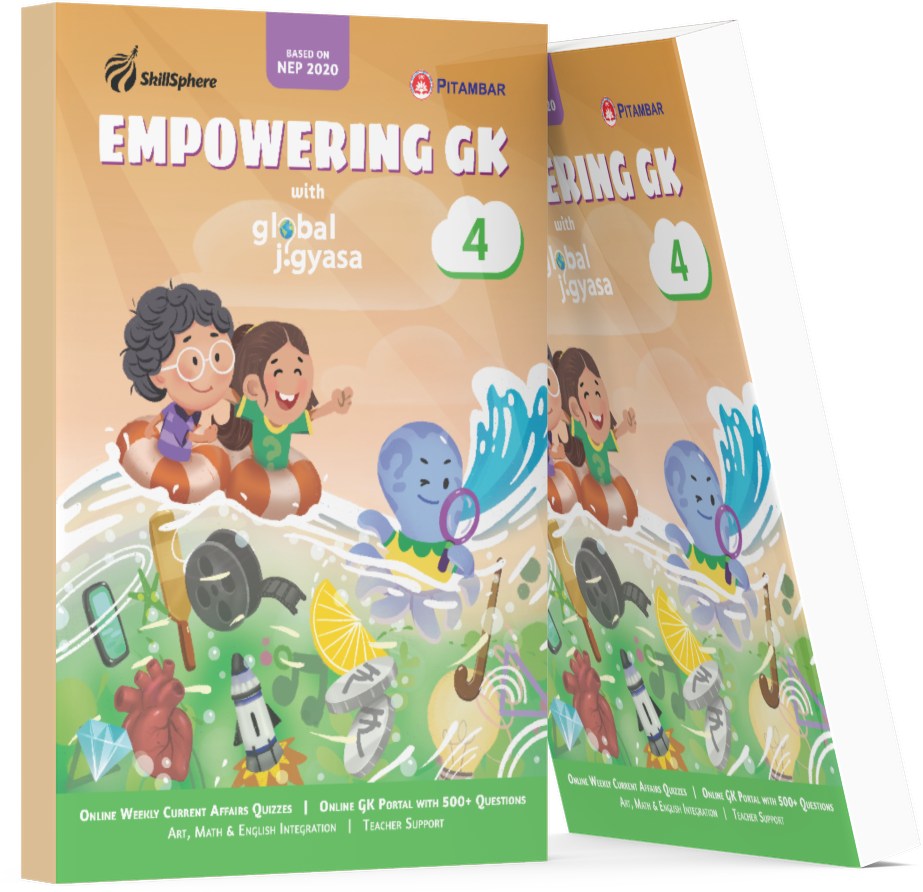 SkillSphere
BASED ON
NEP 2020
PITAMBAR
EMPOWERING GK
with
global
jigyasa
4
ONLINE WEEKLY CURRENT AFFAIRS QUIZZES | ONLINE GK PORTAL WITH 500+ QUESTIONS
ART, MATH & ENGLISH INTEGRATION | TEACHER SUPPORT
20
PITAMBAR
ERING GK
with
global
jigyasa
4
ONLINE WEEKLY CURRENT AFFAIRS QUIZZES | ONLINE GK PORTAL WITH 500+ QUESTIONS
ART, MATH & ENGLISH INTEGRATION | TEACHER SUPPORT